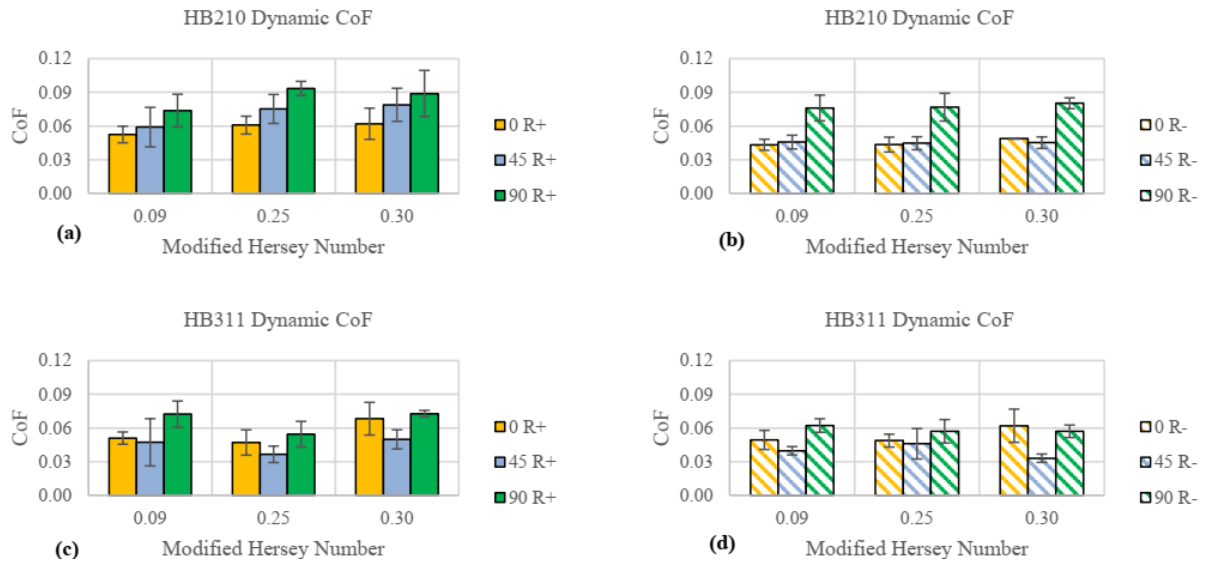 HB210 Dynamic CoF
0.12
0.09
0.06
0.03
0.00
CoF
0.09 0.25 0.30
Modified Hersey Number
0 R+
45 R+
90 R+
(a)
HB210 Dynamic CoF
0.12
0.09
0.06
0.03
0.00
CoF
0.09 0.25 0.30
Modified Hersey Number
0 R-
45 R-
90 R-
(b)
HB311 Dynamic CoF
0.12
0.09
0.06
0.03
0.00
CoF
0.09 0.25 0.30
Modified Hersey Number
0 R+
45 R+
90 R+
(c)
HB311 Dynamic CoF
0.12
0.09
0.06
0.03
0.00
CoF
0.09 0.25 0.30
Modified Hersey Number
0 R-
45 R-
90 R-
(d)